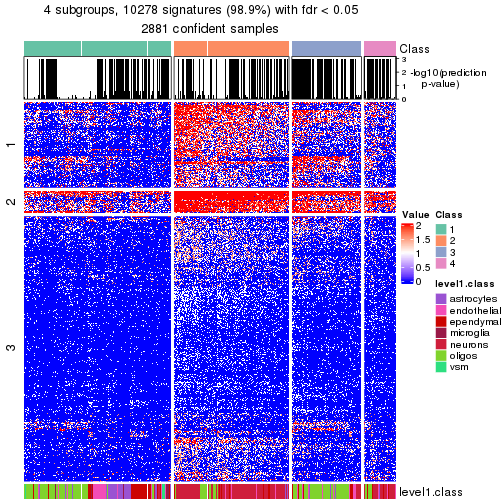 4 subgroups, 10278 signatures (98.9%) with fdr < 0.05
2881 confident samples
Class
3
2
1
0
-log10(prediction
p-value)
1
2
3
Value
2
1.5
1
0.5
0
Class
1
2
3
4
level1.class
astrocytes
endothelial
ependymal
microglia
neurons
oligos
vsm
level1.class